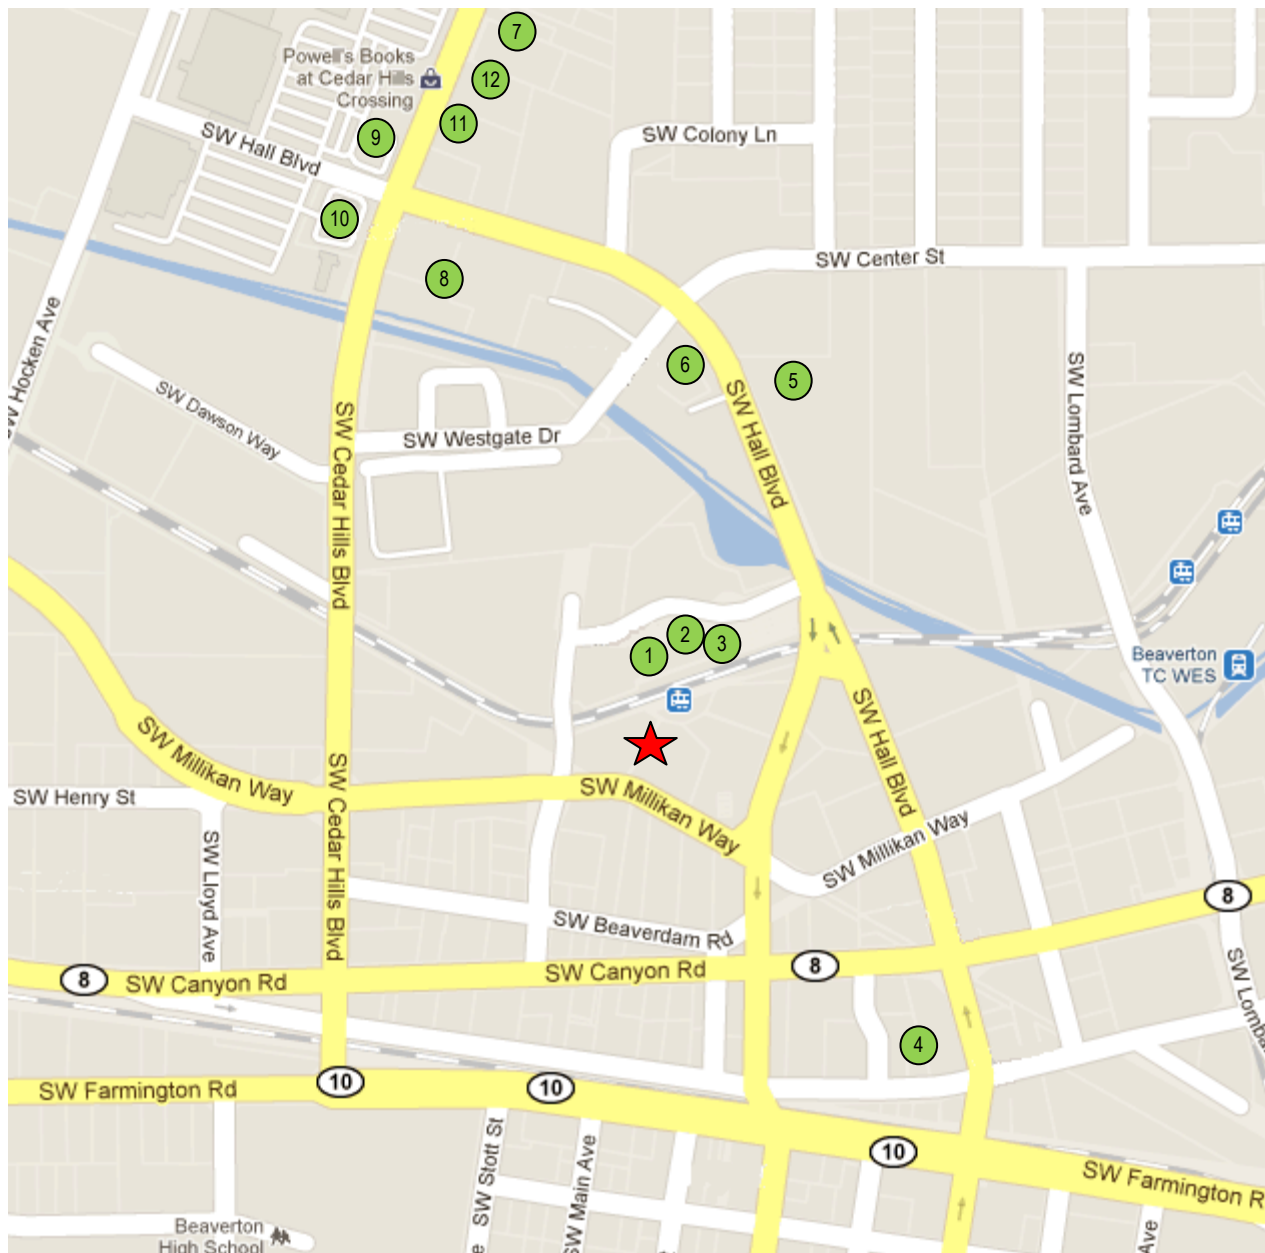 7
Powell's Books
at Cedar Hills
Crossing
12
11
9
SW Hall Blvd
SW Colony Ln
10
SW Center St
8
SW Hocken Ave
6
5
SW Dawson Way
SW Cedar Hills Blvd
SW Westgate Dr
SW Hall Blvd
SW Lombard Ave
1
2
3
Beaverton
TC WES
SW Millikan Way
SW Henry St
SW Cedar Hills Blvd
SW Millikan Way
SW Hall Blvd
SW Millikan Way
SW Lloyd Ave
8
SW Beaverdam Rd
8
SW Canyon Rd
SW Canyon Rd
8
SW Lomba
4
SW Farmington Rd
10
10
10
SW Farmington R
SW Stott St
SW Main Ave
e
Ave
Beaverton
High School